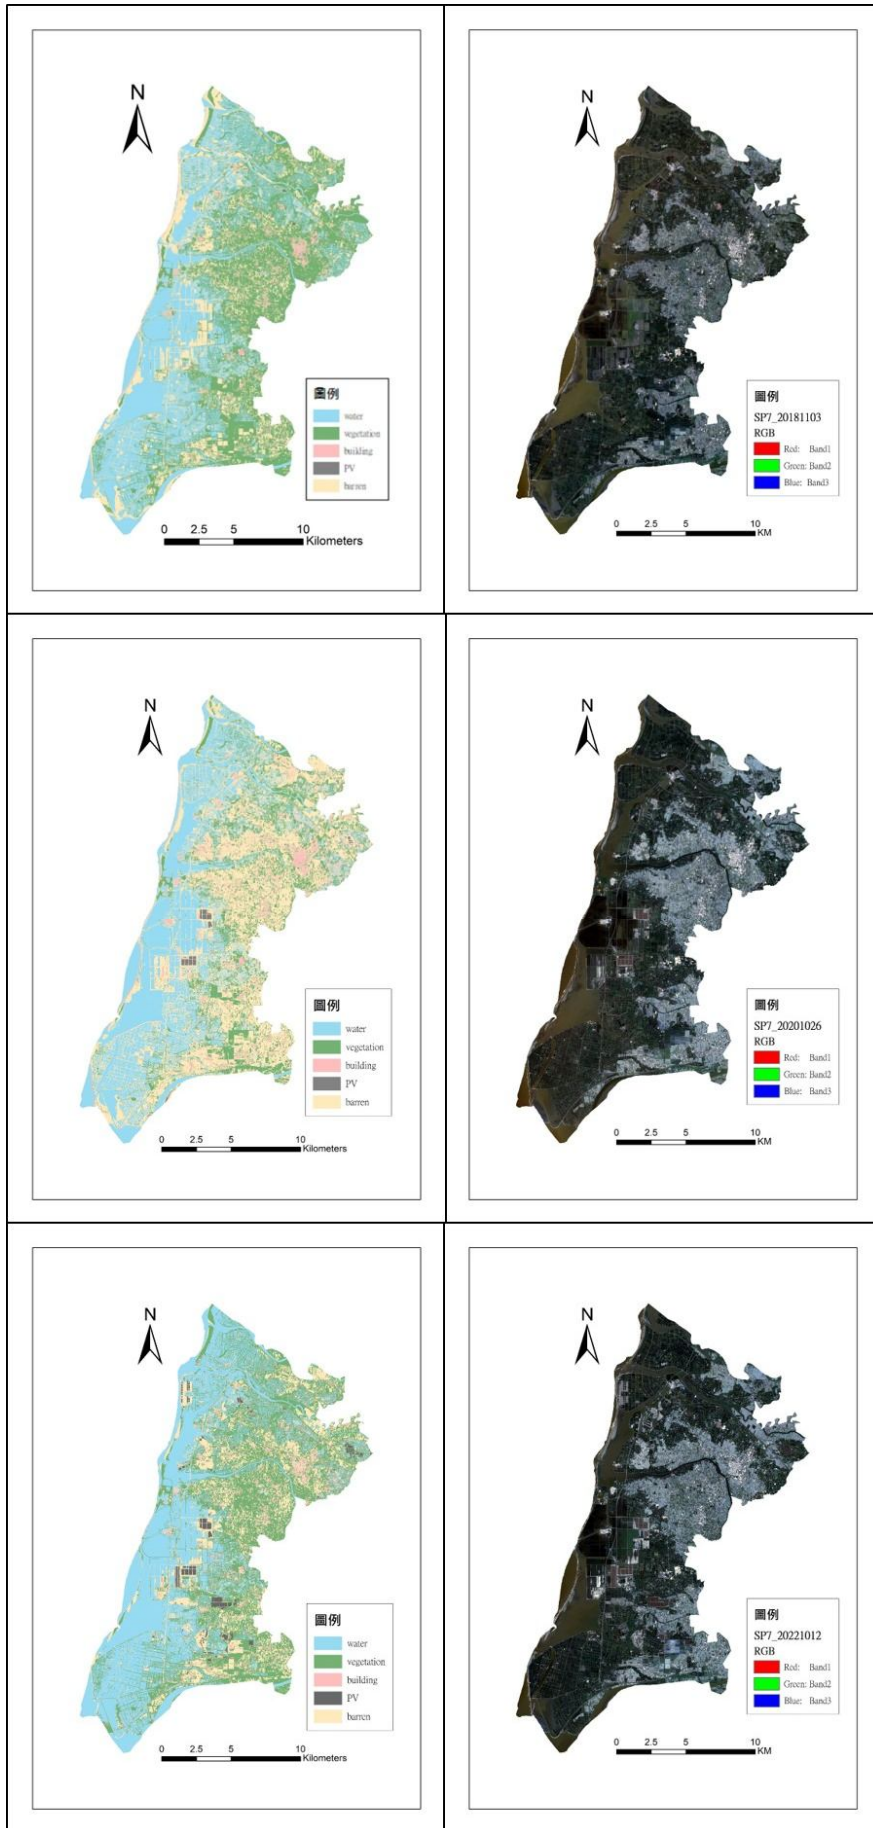 N
圖例
water
vegetation
building
PV
barren
0 2.5 5 10
Kilometers
N
圖例
SP7_20181103
RGB
Red: Band1
Green: Band2
Blue: Band3
0 2.5 5 10
KM
N
圖例
water
vegetation
building
PV
barren
0 2.5 5 10
Kilometers
N
圖例
SP7_20201026
RGB
Red: Band1
Green: Band2
Blue: Band3
0 2.5 5 10
KM
N
圖例
water
vegetation
building
PV
barren
0 2.5 5 10
Kilometers
N
圖例
SP7_20221012
RGB
Red: Band1
Green: Band2
Blue: Band3
0 2.5 5 10
KM